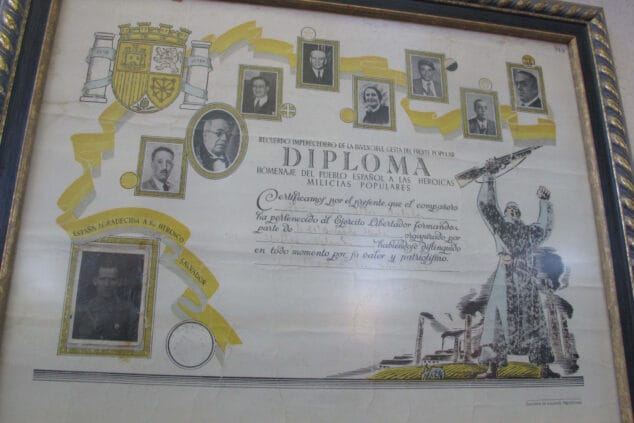 RECUERDO IMPERECEDERO DE LA INVENCIBLE GESTA DEL FRENTE POPULAR
DIPLOMA
HOMENAJE DEL PUEBLO ESPAÑOL A LAS HEROICAS
MILICIAS POPULARES
Certificamos por el presente, que el compañero
ha pertenecido al Ejército Libertador formando
parte de
organizado por
habiéndose distinguido
en todo momento por su valor y patriotismo.
ESPAÑA AGRADECIDA A SU HEROICO
SALVADOR